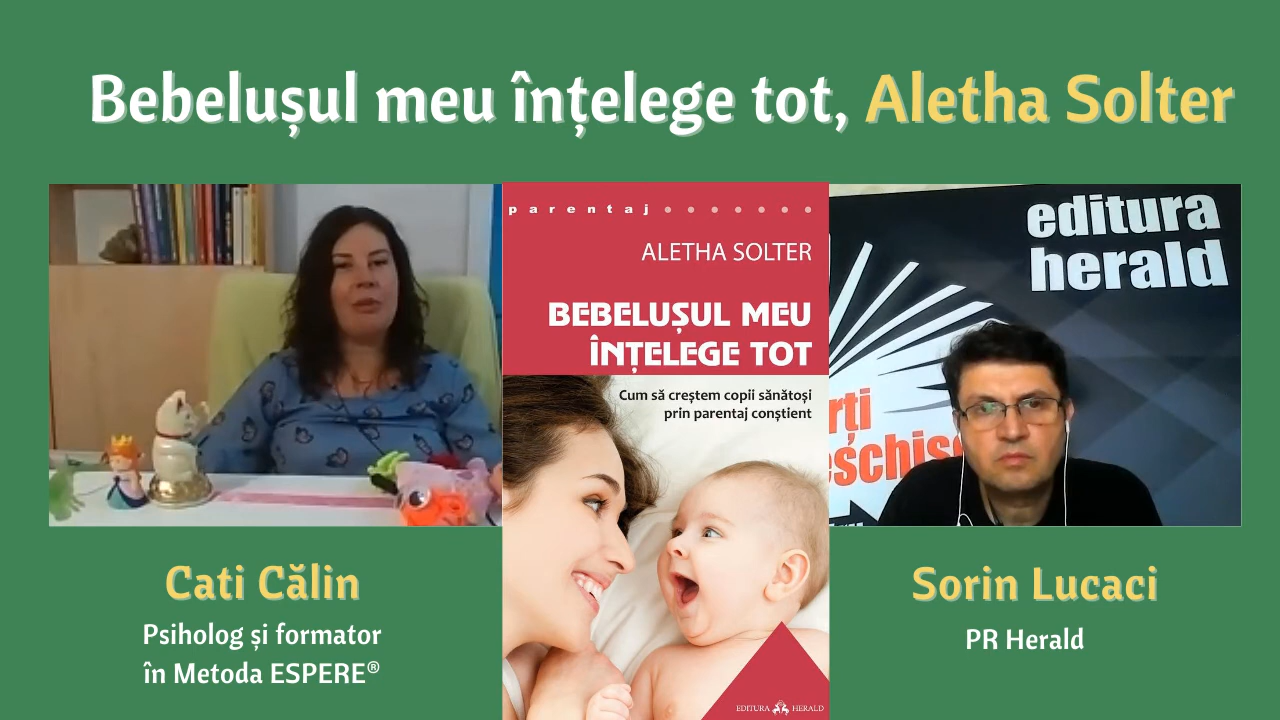 Bebelușul meu înțelege tot, Aletha Solter
parentaj
ALETHA SOLTER
BEBELUȘUL MEU
ÎNȚELEGE TOT
Cum să creștem copii sănătoși
prin parentaj conștient
EDITURA HERALD
editura
herald
Cati Călin
Psiholog și formator
în Metoda ESPERE®
Sorin Lucaci
PR Herald